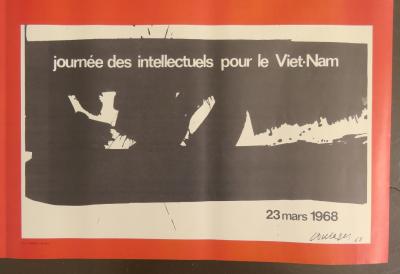 journée des intellectuels pour le Viet-Nam
23 mars 1968